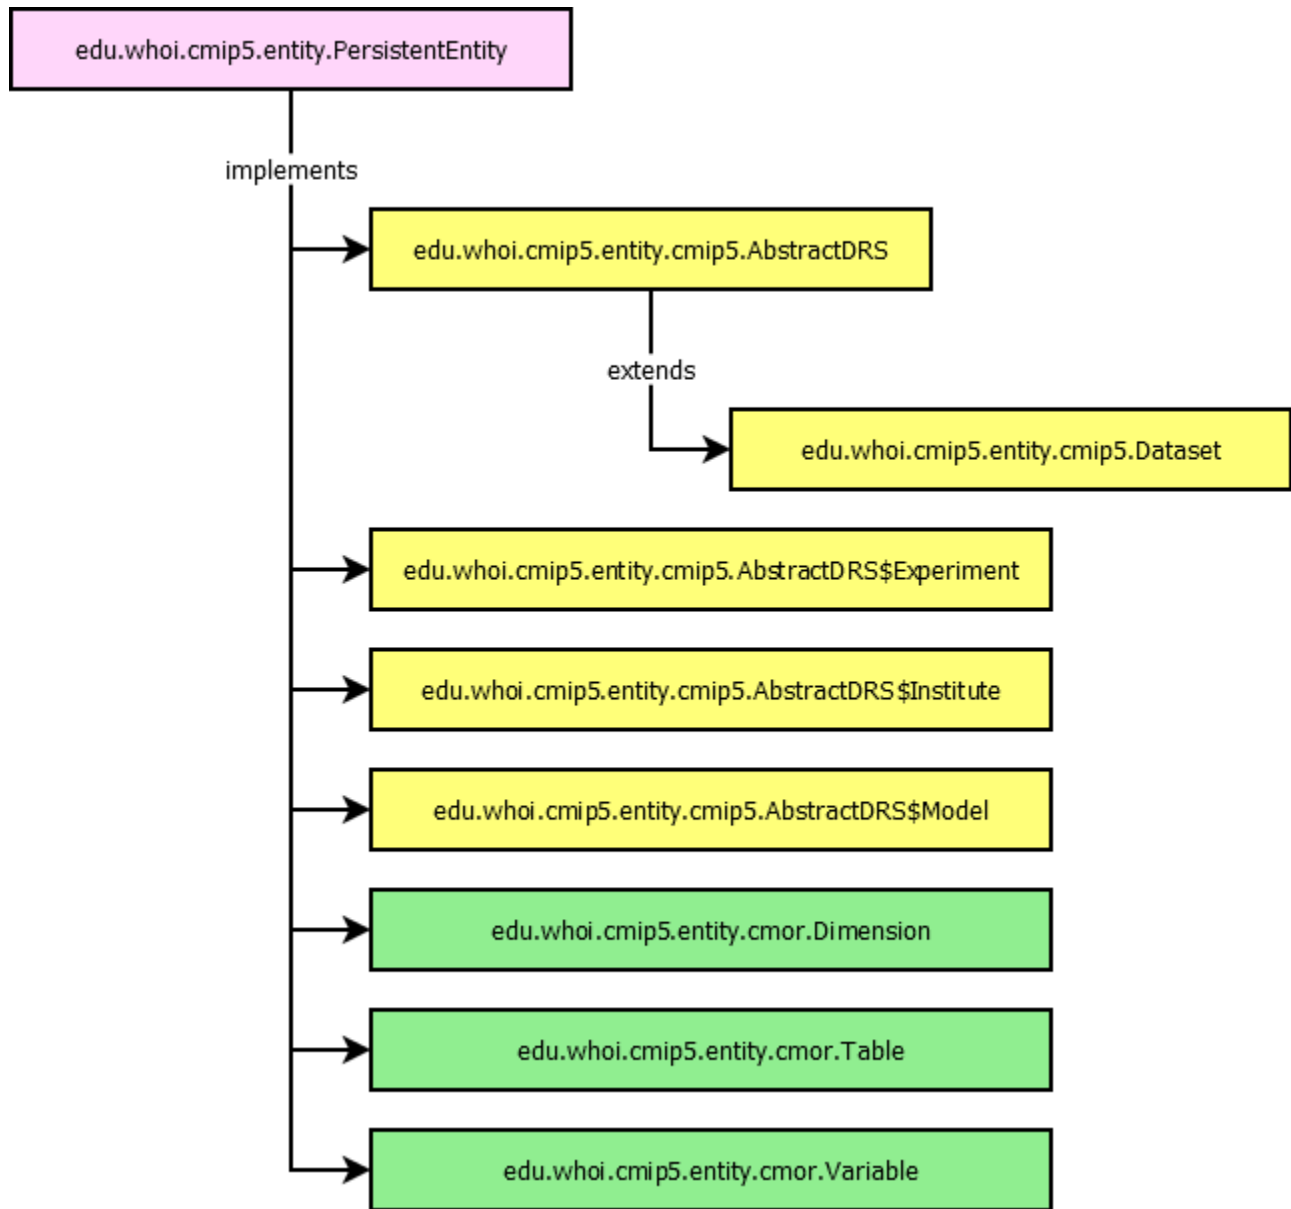 edu.whoi.cmip5.entity.PersistentEntity
implements
edu.whoi.cmip5.entity.cmip5.AbstractDRS
extends
edu.whoi.cmip5.entity.cmip5.Dataset
edu.whoi.cmip5.entity.cmip5.AbstractDRS$Experiment
edu.whoi.cmip5.entity.cmip5.AbstractDRS$Institute
edu.whoi.cmip5.entity.cmip5.AbstractDRS$Model
edu.whoi.cmip5.entity.cmor.Dimension
edu.whoi.cmip5.entity.cmor.Table
edu.whoi.cmip5.entity.cmor.Variable